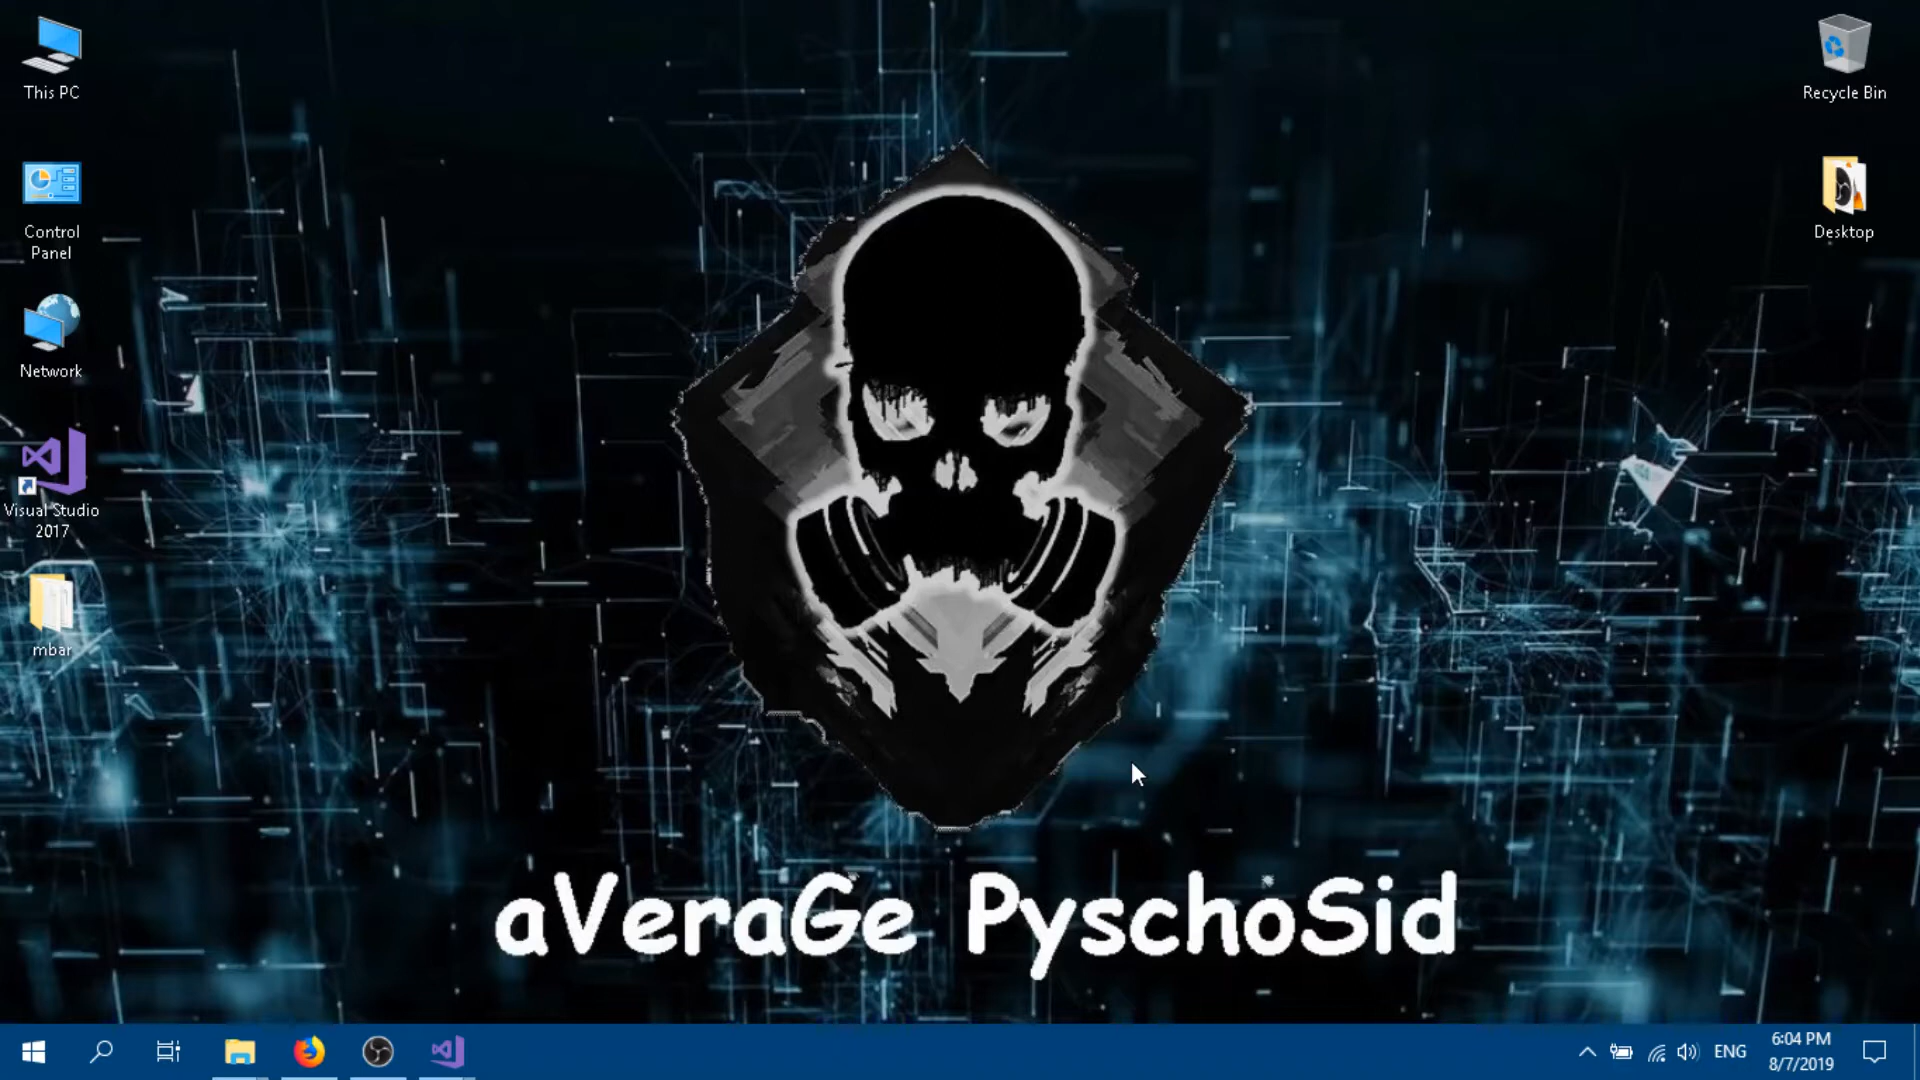 This PC
Control
Panel
Network
Visual Studio
2017
mbar
Recycle Bin
Desktop
aVeraGe PyschoSid
ENG
6:04 PM
8/7/2019